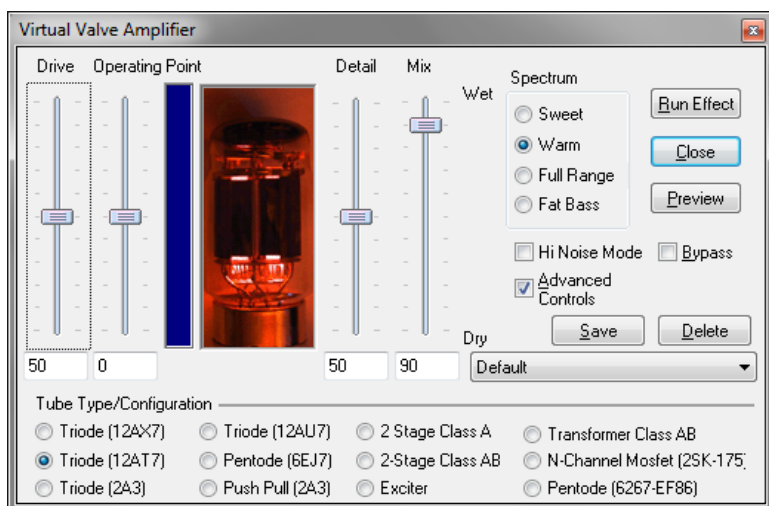 Virtual Valve Amplifier
Drive Operating Point Detail Mix
Wet
Spectrum
Sweet
Warm
Full Range
Fat Bass
Run Effect
Close
Preview
Hi Noise Mode Bypass
Advanced
Controls
Dry
Save Delete
50 0 50 90 Default
Tube Type/Configuration
Triode (12AX7) Triode (12AU7) 2 Stage Class A Transformer Class AB
Triode (12AT7) Pentode (6EJ7) 2-Stage Class AB N-Channel Mosfet (2SK-175)
Triode (2A3) Push Pull (2A3) Exciter Pentode (6267-EF86)